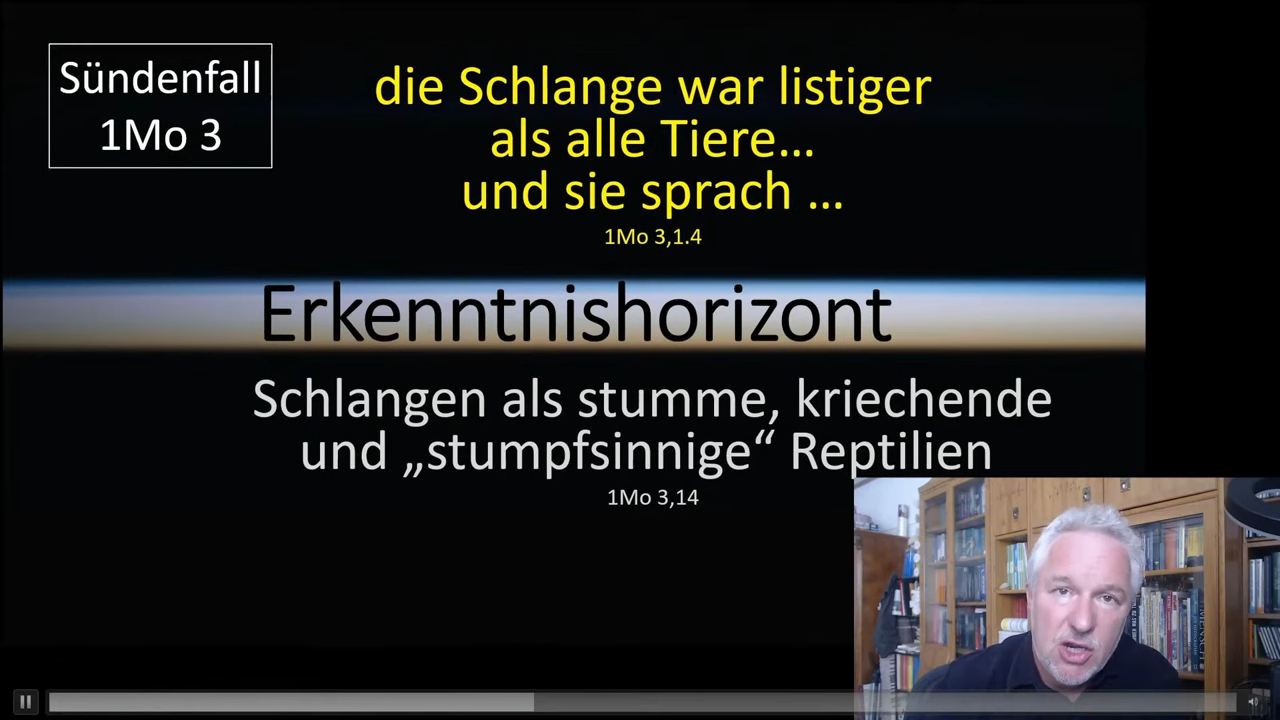 Sündenfall
1Mo 3
die Schlange war listiger
als alle Tiere...
und sie sprach ...
1Mo 3,1.4
Erkenntnishorizont
Schlangen als stumme, kriechende
und „stumpfsinnige“ Reptilien
1Mo 3,14